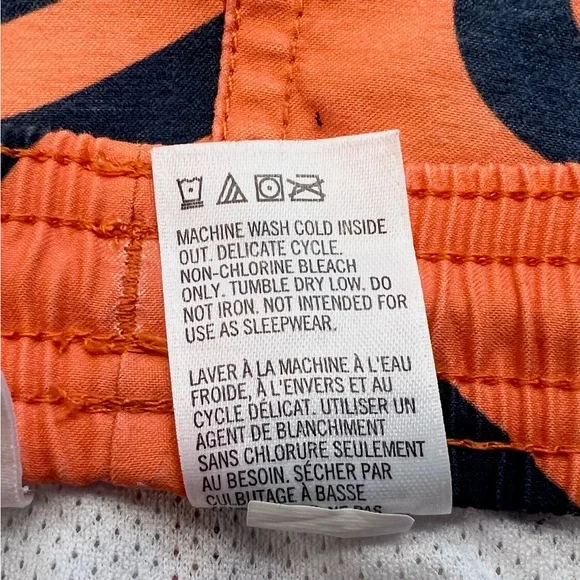 MACHINE WASH COLD INSIDE
OUT. DELICATE CYCLE.
NON-CHLORINE BLEACH
ONLY. TUMBLE DRY LOW. DO
NOT IRON. NOT INTENDED FOR
USE AS SLEEPWEAR.
LAVER À LA MACHINE À L'EAU
FROIDE, À L'ENVERS ET AU
CYCLE DÉLICAT. UTILISER UN
AGENT DE BLANCHIMENT
SANS CHLORURE SEULEMENT
AU BESOIN. SÉCHER PAR
CULBUTAGE À BASSE
NE PAS